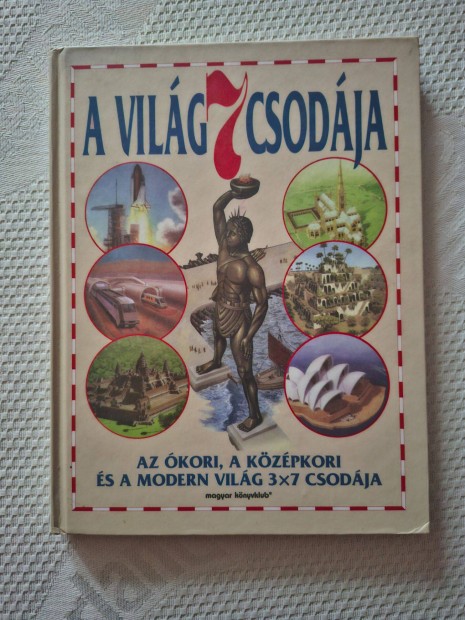 A VILÁG 7 CSODÁJA
AZ ÓKORI, A KÖZÉPKORI
ÉS A MODERN VILÁG 3×7 CSODÁJA
magyar könyvklub®